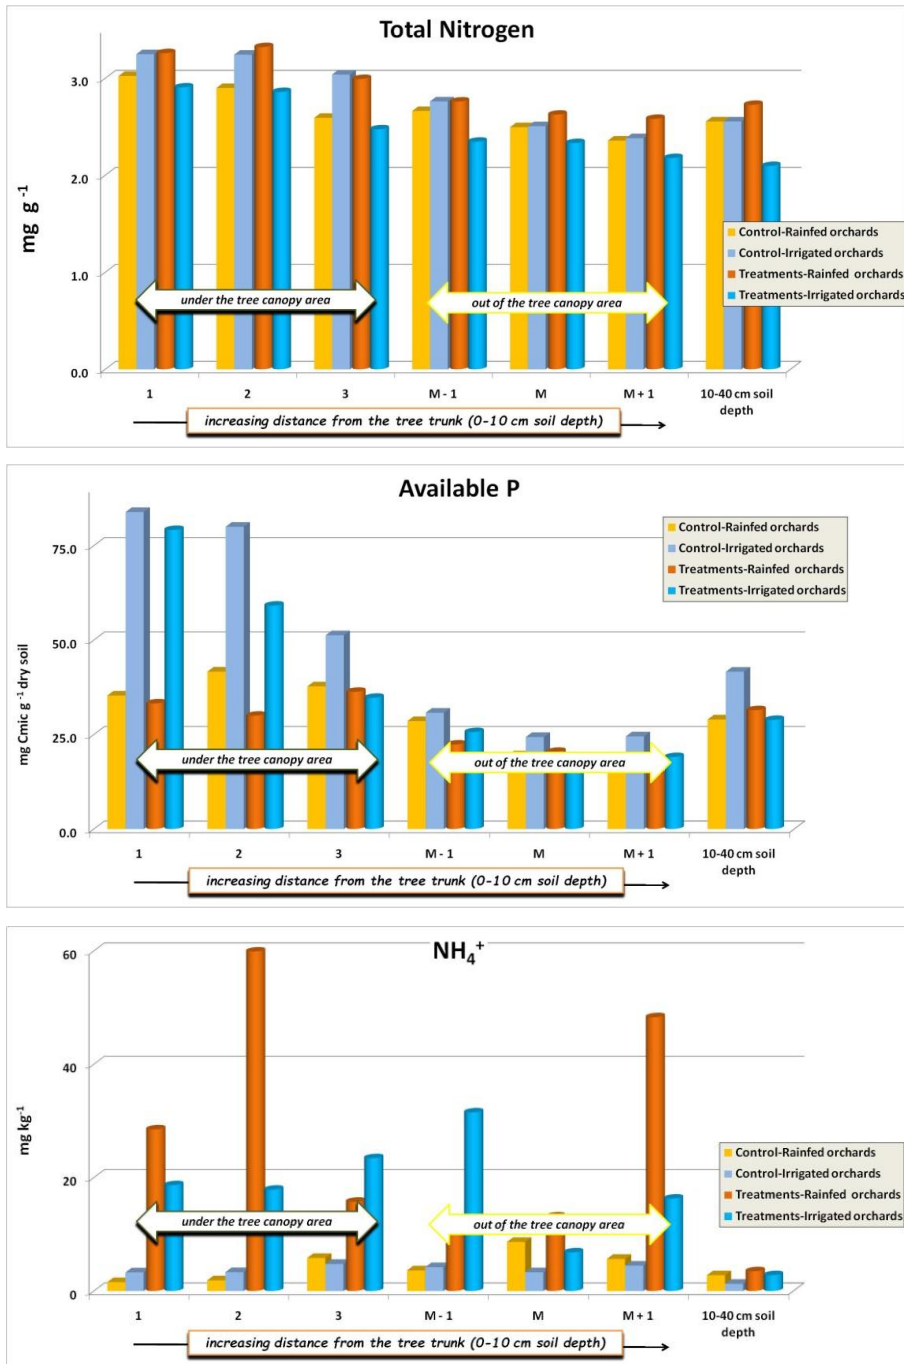 Total Nitrogen
3.0
2.0
1.0
0.0
mg g -1
Control-Rainfed orchards
Control-Irrigated orchards
Treatments-Rainfed orchards
Treatments-Irrigated orchards
under the tree canopy area
out of the tree canopy area
1 2 3 M - 1 M M + 1 10-40 cm soil
depth
increasing distance from the tree trunk (0-10 cm soil depth)
Available P
75.0
50.0
25.0
0.0
mg Cmic g -1 dry soil
Control-Rainfed orchards
Control-Irrigated orchards
Treatments-Rainfed orchards
Treatments-Irrigated orchards
under the tree canopy area
out of the tree canopy area
1 2 3 M - 1 M M + 1 10-40 cm soil
depth
increasing distance from the tree trunk (0-10 cm soil depth)
NH₄⁺
60
40
20
0
mg kg-1
Control-Rainfed orchards
Control-Irrigated orchards
Treatments-Rainfed orchards
Treatments-Irrigated orchards
under the tree canopy area
out of the tree canopy area
1 2 3 M - 1 M M + 1 10-40 cm soil
depth
increasing distance from the tree trunk (0-10 cm soil depth)